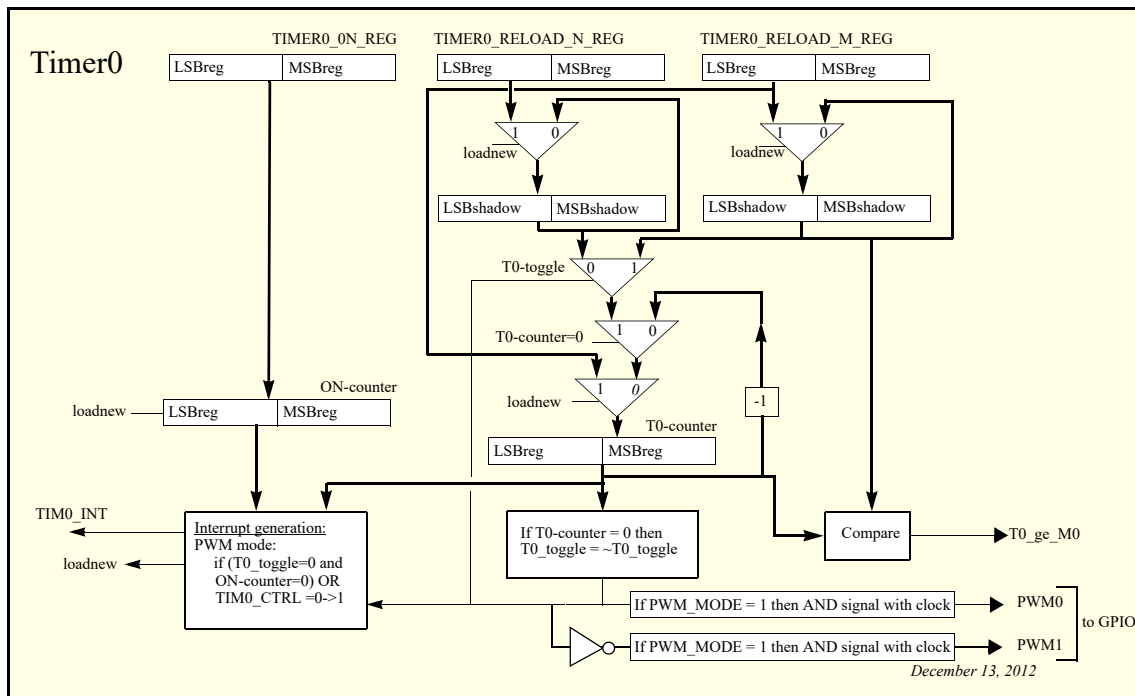 TIMER0_0N_REG
TIMER0_RELOAD_N_REG
TIMER0_RELOAD_M_REG
Timer0
LSBreg
MSBreg
LSBreg
MSBreg
LSBreg
MSBreg
1
0
loadnew
1
0
loadnew
LSBshadow
MSBshadow
LSBshadow
MSBshadow
T0-toggle
0
1
T0-counter=0
1
0
ON-counter
loadnew
LSBreg
MSBreg
loadnew
1
0
-1
T0-counter
LSBreg
MSBreg
TIM0_INT
loadnew
Interrupt generation:
PWM mode:
if (T0_toggle=0 and
ON-counter=0) OR
TIM0_CTRL =0->1
If T0-counter = 0 then
T0_toggle = ~T0_toggle
Compare
T0_ge_M0
If PWM_MODE = 1 then AND signal with clock
PWM0
to GPIO
If PWM_MODE = 1 then AND signal with clock
PWM1
December 13, 2012